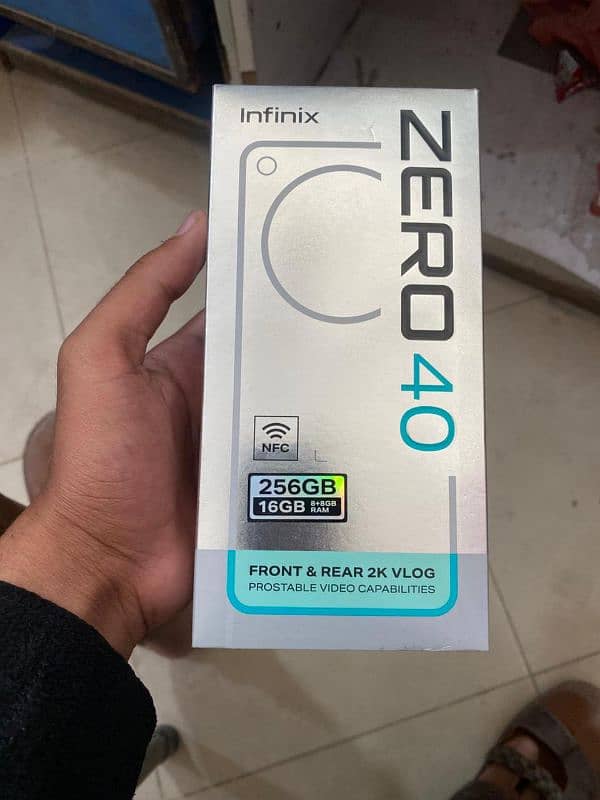 Infinix
ZERO 40
NFC
256GB
16GB 8+8GB
RAM
FRONT & REAR 2K VLOG
PROSTABLE VIDEO CAPABILITIES